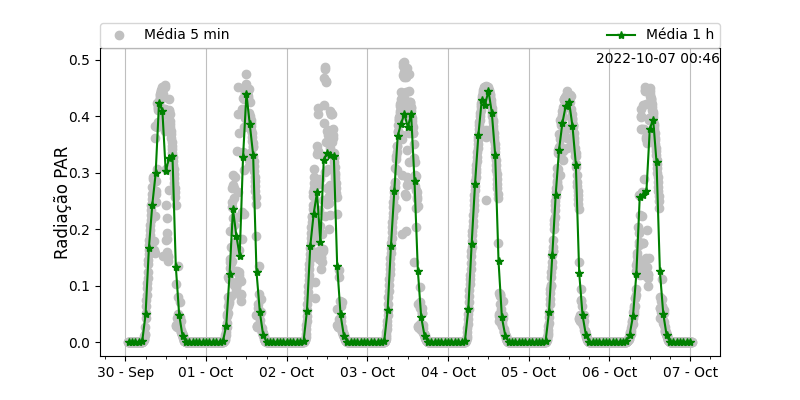 Média 5 min
Média 1 h
2022-10-07 00:46
Radiação PAR
0.5
0.4
0.3
0.2
0.1
0.0
30 - Sep
01 - Oct
02 - Oct
03 - Oct
04 - Oct
05 - Oct
06 - Oct
07 - Oct